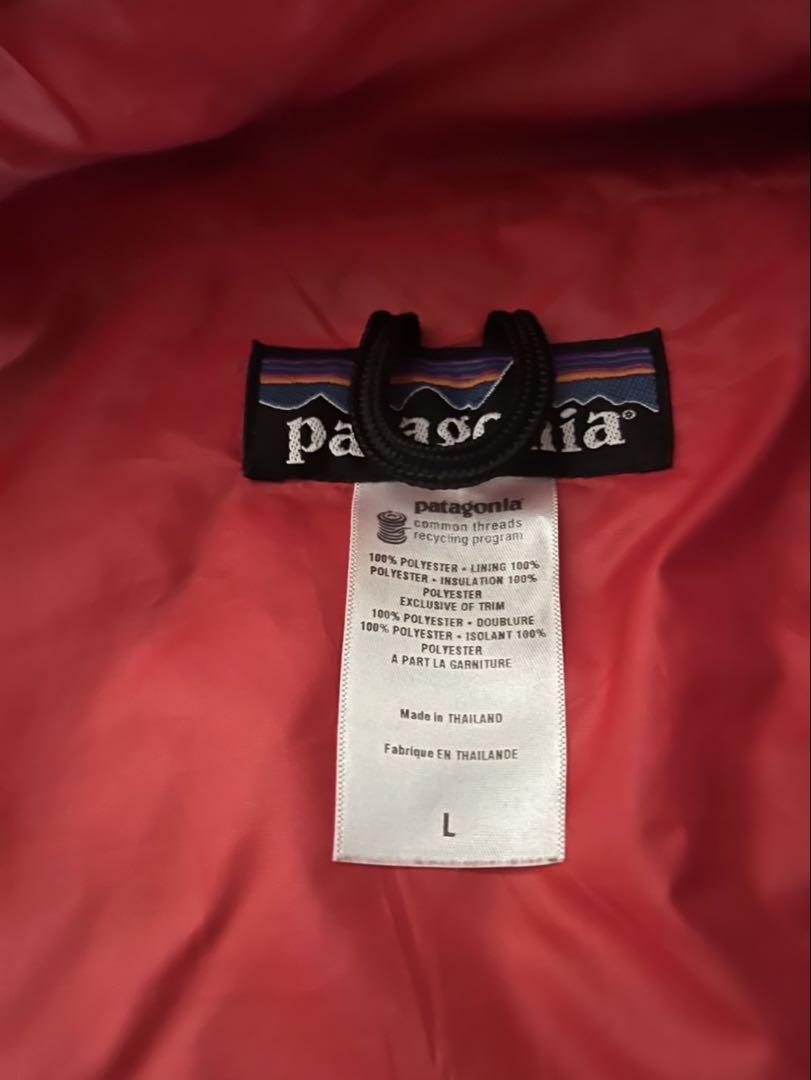 patagonia®
patagonia
common threads
recycling program
100% POLYESTER • LINING 100%
POLYESTER • INSULATION 100%
POLYESTER
EXCLUSIVE OF TRIM
100% POLYESTER • DOUBLURE
100% POLYESTER • ISOLANT 100%
POLYESTER
A PART LA GARNITURE
Made in THAILAND
Fabrique EN THAILANDE
L